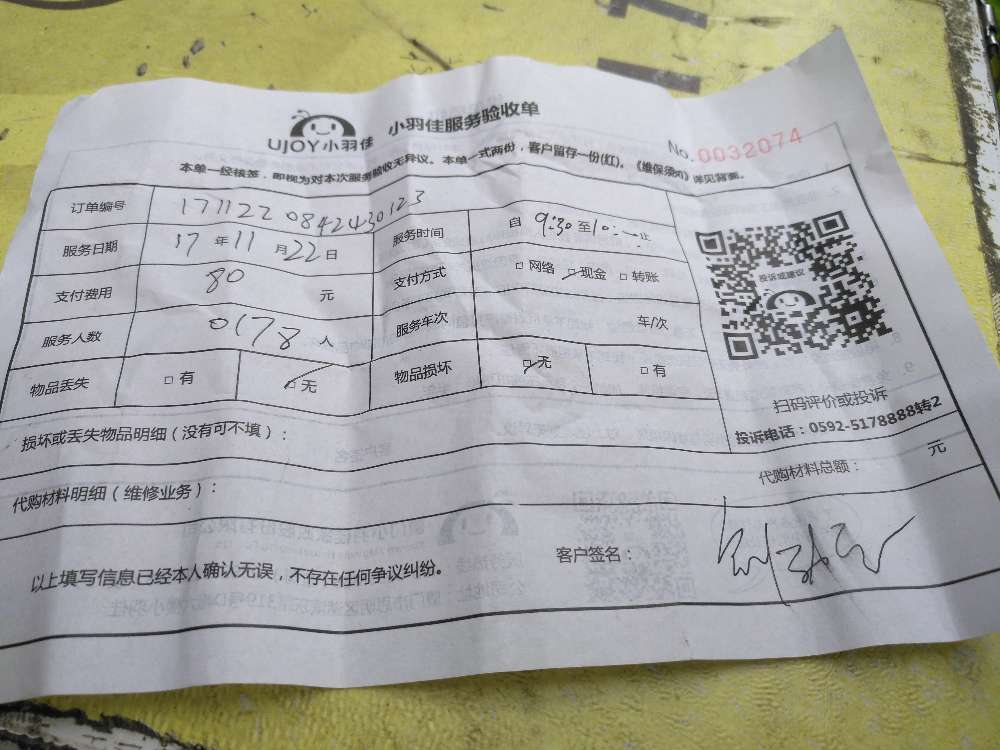 UJOY小羽佳 小羽佳服务验收单
No.0032074
本单一经核签，即视为对本次服务验收无异议。本单一式两份，客户留存一份(红)。《维保须知》详见背面。
订单编号 171122 0842430123
服务日期 17 年 11 月 22 日 服务时间 自 9:30 至 10: 止
支付费用 80 元 支付方式 □ 网络 □ 现金 □ 转账
服务人数 0178 人 服务车次 车/次
物品丢失 □ 有 □ 无 物品损坏 □ 无 □ 有
投诉或建议
扫码评价或投诉
投诉电话：0592-5178888转2
损坏或丢失物品明细（没有可不填）：
代购材料明细（维修业务）：
代购材料总额： 元
以上填写信息已经本人确认无误，不存在任何争议纠纷。
客户签名：